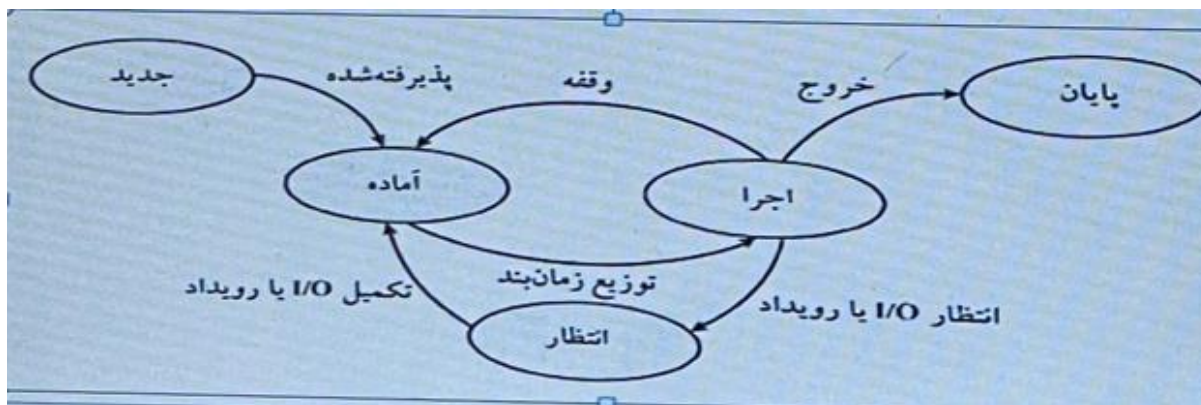 جدید
پذیرفته‌شده
وقفه
خروج
پایان
آماده
اجرا
توزیع زمان‌بند
تکمیل I/O یا رویداد
انتظار I/O یا رویداد
انتظار